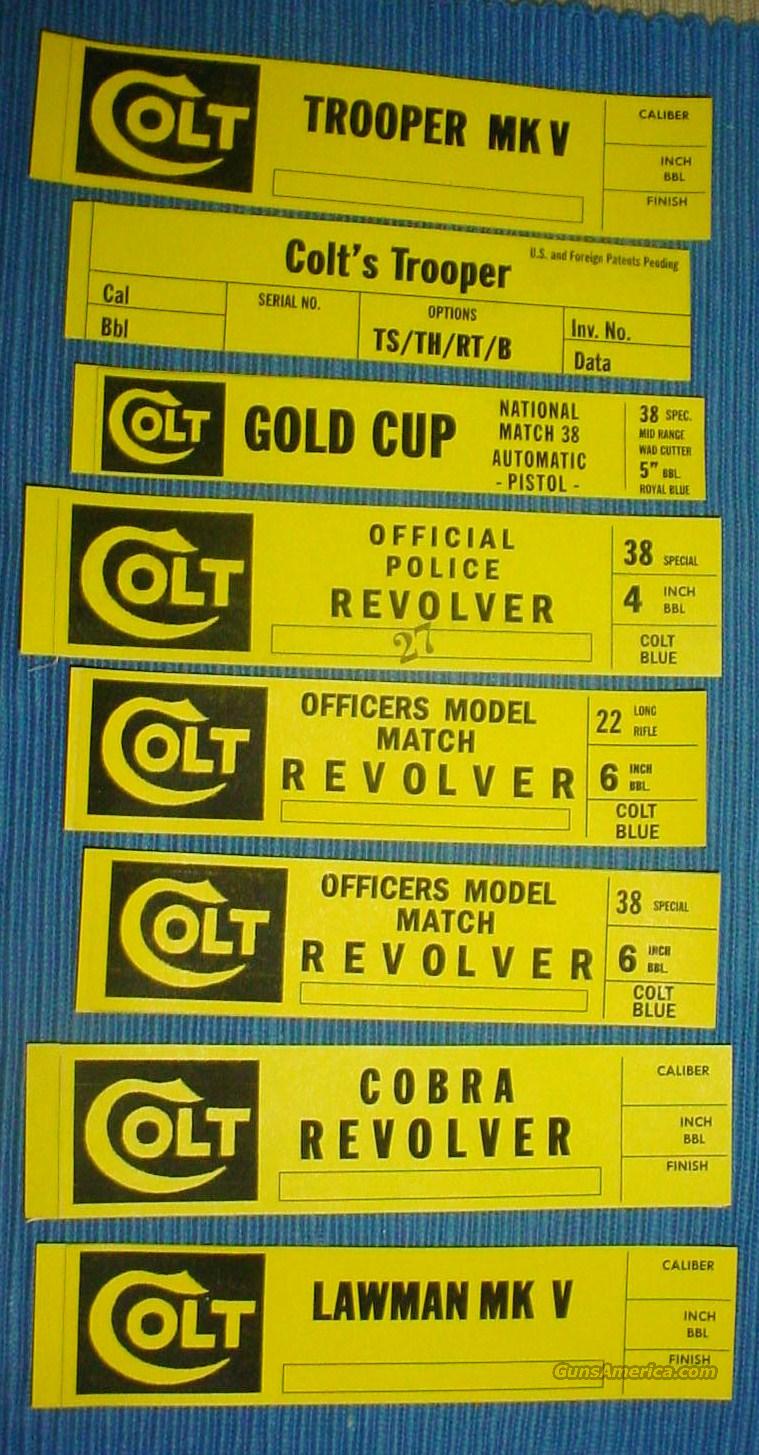 COLT
TROOPER MK V
CALIBER
INCH
BBL
FINISH
Colt's Trooper
U.S. and Foreign Patents Pending
Cal
Bbl
SERIAL NO.
OPTIONS
TS/TH/RT/B
Inv. No.
Data
COLT
GOLD CUP
NATIONAL
MATCH 38
AUTOMATIC
- PISTOL -
38 SPEC.
MID RANGE
WAD CUTTER
5" BBL.
ROYAL BLUE
COLT
OFFICIAL
POLICE
REVOLVER
27
38 SPECIAL
4 INCH
BBL
COLT
BLUE
COLT
OFFICERS MODEL
MATCH
REVOLVER
22 LONG
RIFLE
6 INCH
BBL.
COLT
BLUE
COLT
OFFICERS MODEL
MATCH
REVOLVER
38 SPECIAL
6 INCH
BBL.
COLT
BLUE
COLT
COBRA
REVOLVER
CALIBER
INCH
BBL
FINISH
COLT
LAWMAN MK V
CALIBER
INCH
BBL
FINISH
GunsAmerica.com